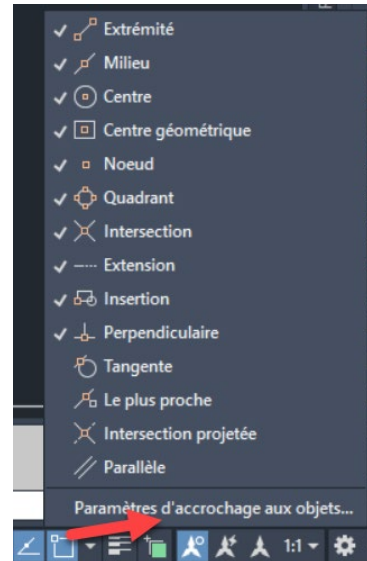 Extrémité
Milieu
Centre
Centre géométrique
Noeud
Quadrant
Intersection
Extension
Insertion
Perpendiculaire
Tangente
Le plus proche
Intersection projetée
Parallèle
Paramètres d'accrochage aux objets...
1:1